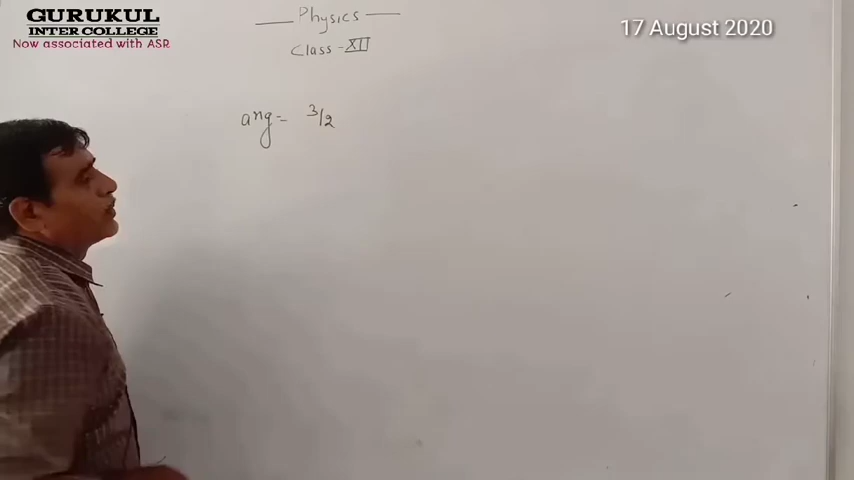 GURUKUL
INTER COLLEGE
Now associated with ASR
Physics
17 August 2020
Class - XII
ang = 3/2